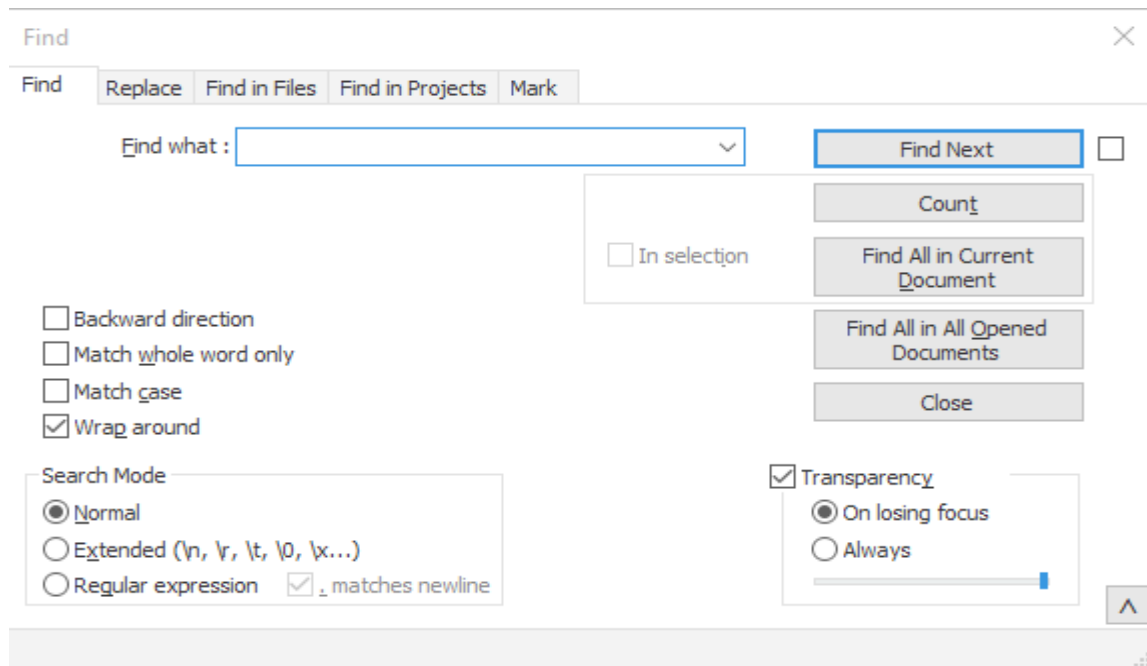 Find
Find Replace Find in Files Find in Projects Mark
Find what :
Find Next
Count
In selection
Find All in Current
Document
Backward direction
Find All in All Opened
Documents
Match whole word only
Match case
Close
Wrap around
Search Mode
Transparency
Normal
On losing focus
Extended (\n, \r, \t, \0, \x...)
Always
Regular expression
. matches newline